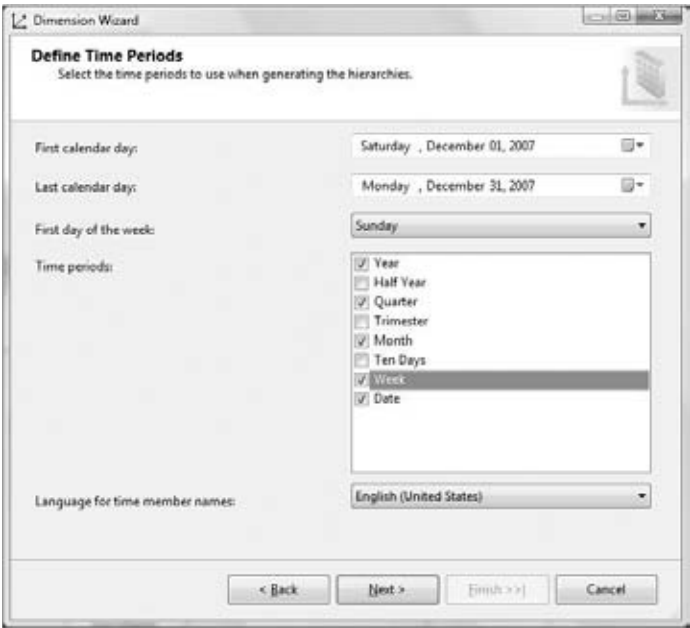 Dimension Wizard
Define Time Periods
Select the time periods to use when generating the hierarchies.
First calendar day: Saturday , December 01, 2007
Last calendar day: Monday , December 31, 2007
First day of the week: Sunday
Time periods:
Year
Half Year
Quarter
Trimester
Month
Ten Days
Week
Date
Language for time member names: English (United States)
< Back Next > Finish >>| Cancel